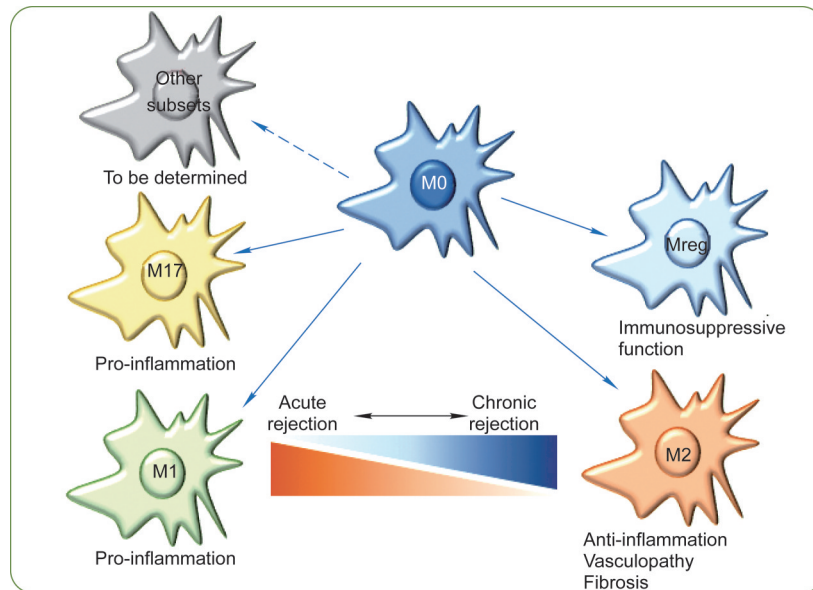 Other
subsets
To be determined
M0
M17
Pro-inflammation
Mreg
Immunosuppressive
function
Acute
rejection
Chronic
rejection
M1
Pro-inflammation
M2
Anti-inflammation
Vasculopathy
Fibrosis